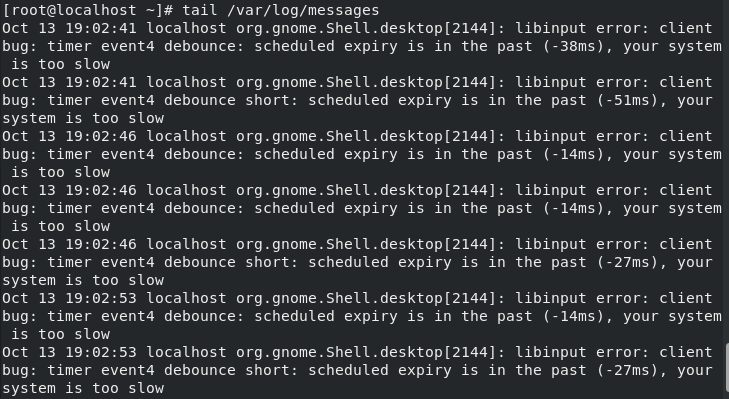 [root@localhost ~]# tail /var/log/messages
Oct 13 19:02:41 localhost org.gnome.Shell.desktop[2144]: libinput error: client
bug: timer event4 debounce: scheduled expiry is in the past (-38ms), your system
 is too slow
Oct 13 19:02:41 localhost org.gnome.Shell.desktop[2144]: libinput error: client
bug: timer event4 debounce short: scheduled expiry is in the past (-51ms), your
system is too slow
Oct 13 19:02:46 localhost org.gnome.Shell.desktop[2144]: libinput error: client
bug: timer event4 debounce: scheduled expiry is in the past (-14ms), your system
 is too slow
Oct 13 19:02:46 localhost org.gnome.Shell.desktop[2144]: libinput error: client
bug: timer event4 debounce: scheduled expiry is in the past (-14ms), your system
 is too slow
Oct 13 19:02:46 localhost org.gnome.Shell.desktop[2144]: libinput error: client
bug: timer event4 debounce short: scheduled expiry is in the past (-27ms), your
system is too slow
Oct 13 19:02:53 localhost org.gnome.Shell.desktop[2144]: libinput error: client
bug: timer event4 debounce: scheduled expiry is in the past (-14ms), your system
 is too slow
Oct 13 19:02:53 localhost org.gnome.Shell.desktop[2144]: libinput error: client
bug: timer event4 debounce short: scheduled expiry is in the past (-27ms), your
system is too slow